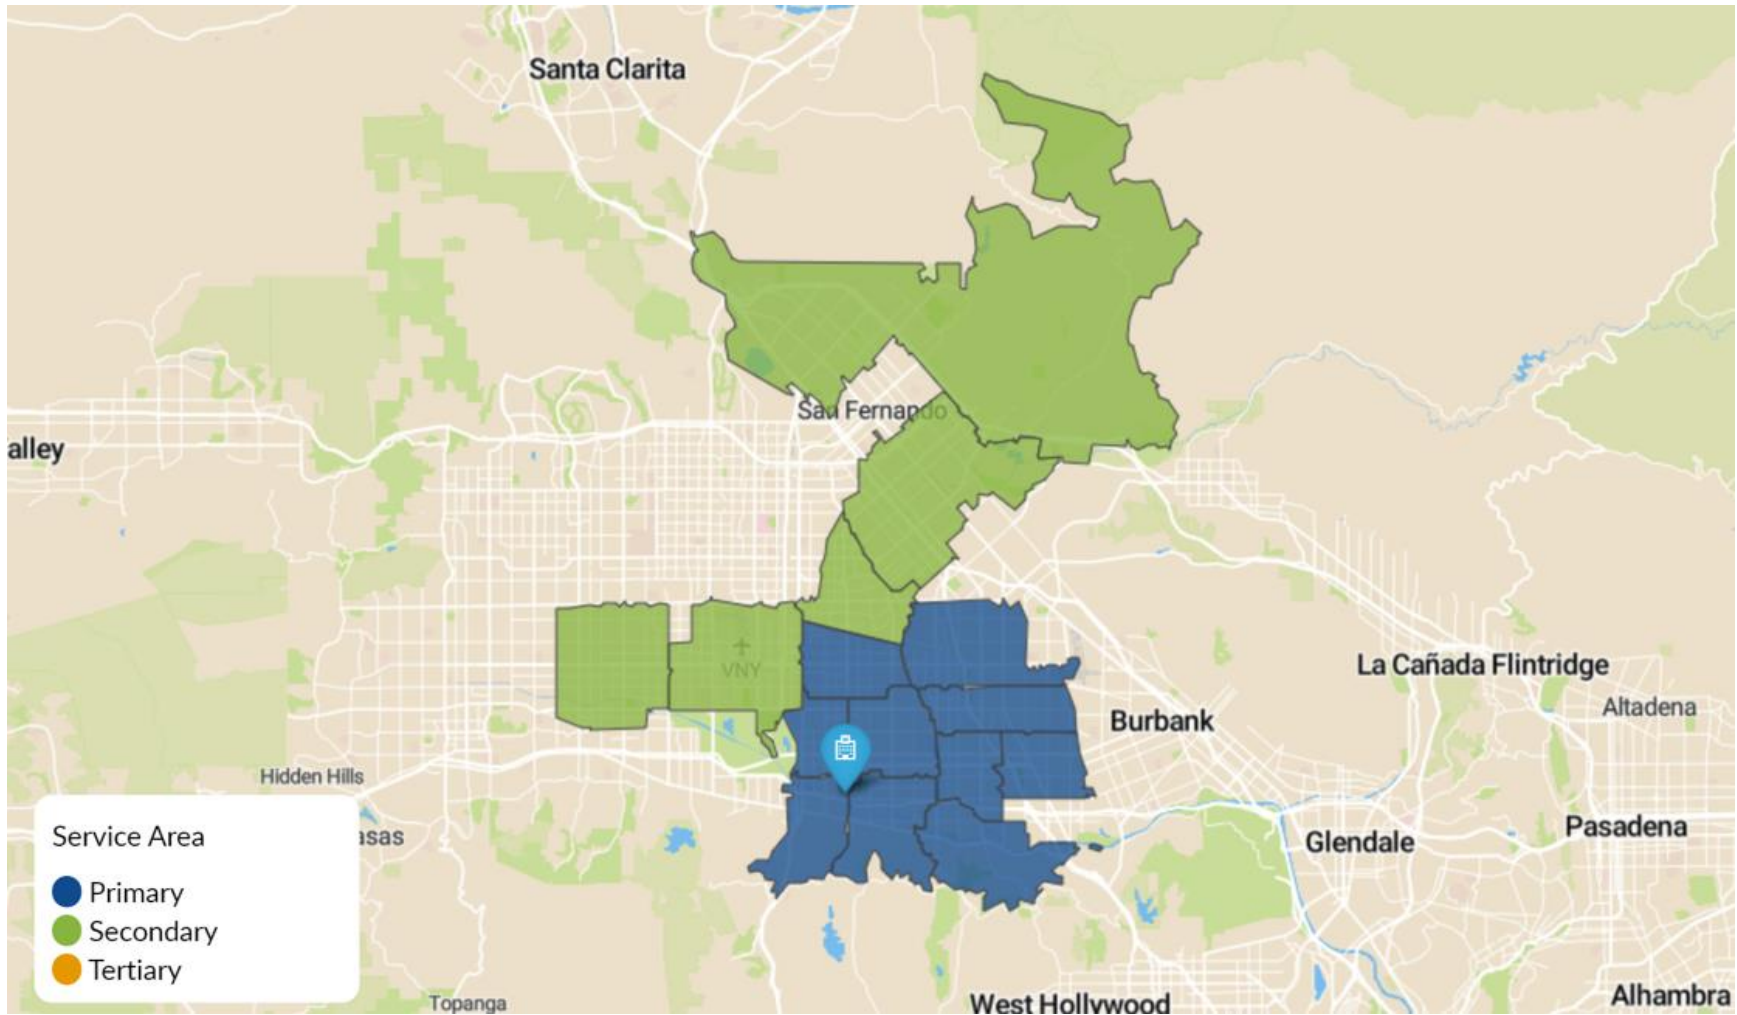 Santa Clarita
San Fernando
alley
VNY
La Cañada Flintridge
Altadena
Burbank
Hidden Hills
asas
Glendale
Pasadena
Topanga
West Hollywood
Alhambra
Service Area
Primary
Secondary
Tertiary